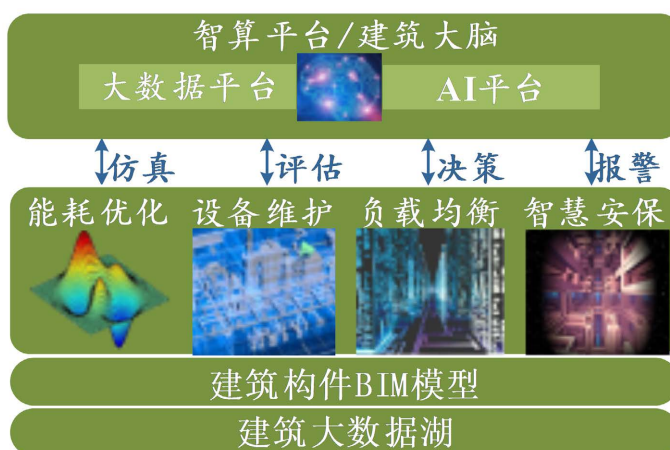 智算平台/建筑大脑
大数据平台 AI平台
仿真 评估 决策 报警
能耗优化 设备维护 负载均衡 智慧安保
建筑构件BIM模型
建筑大数据湖